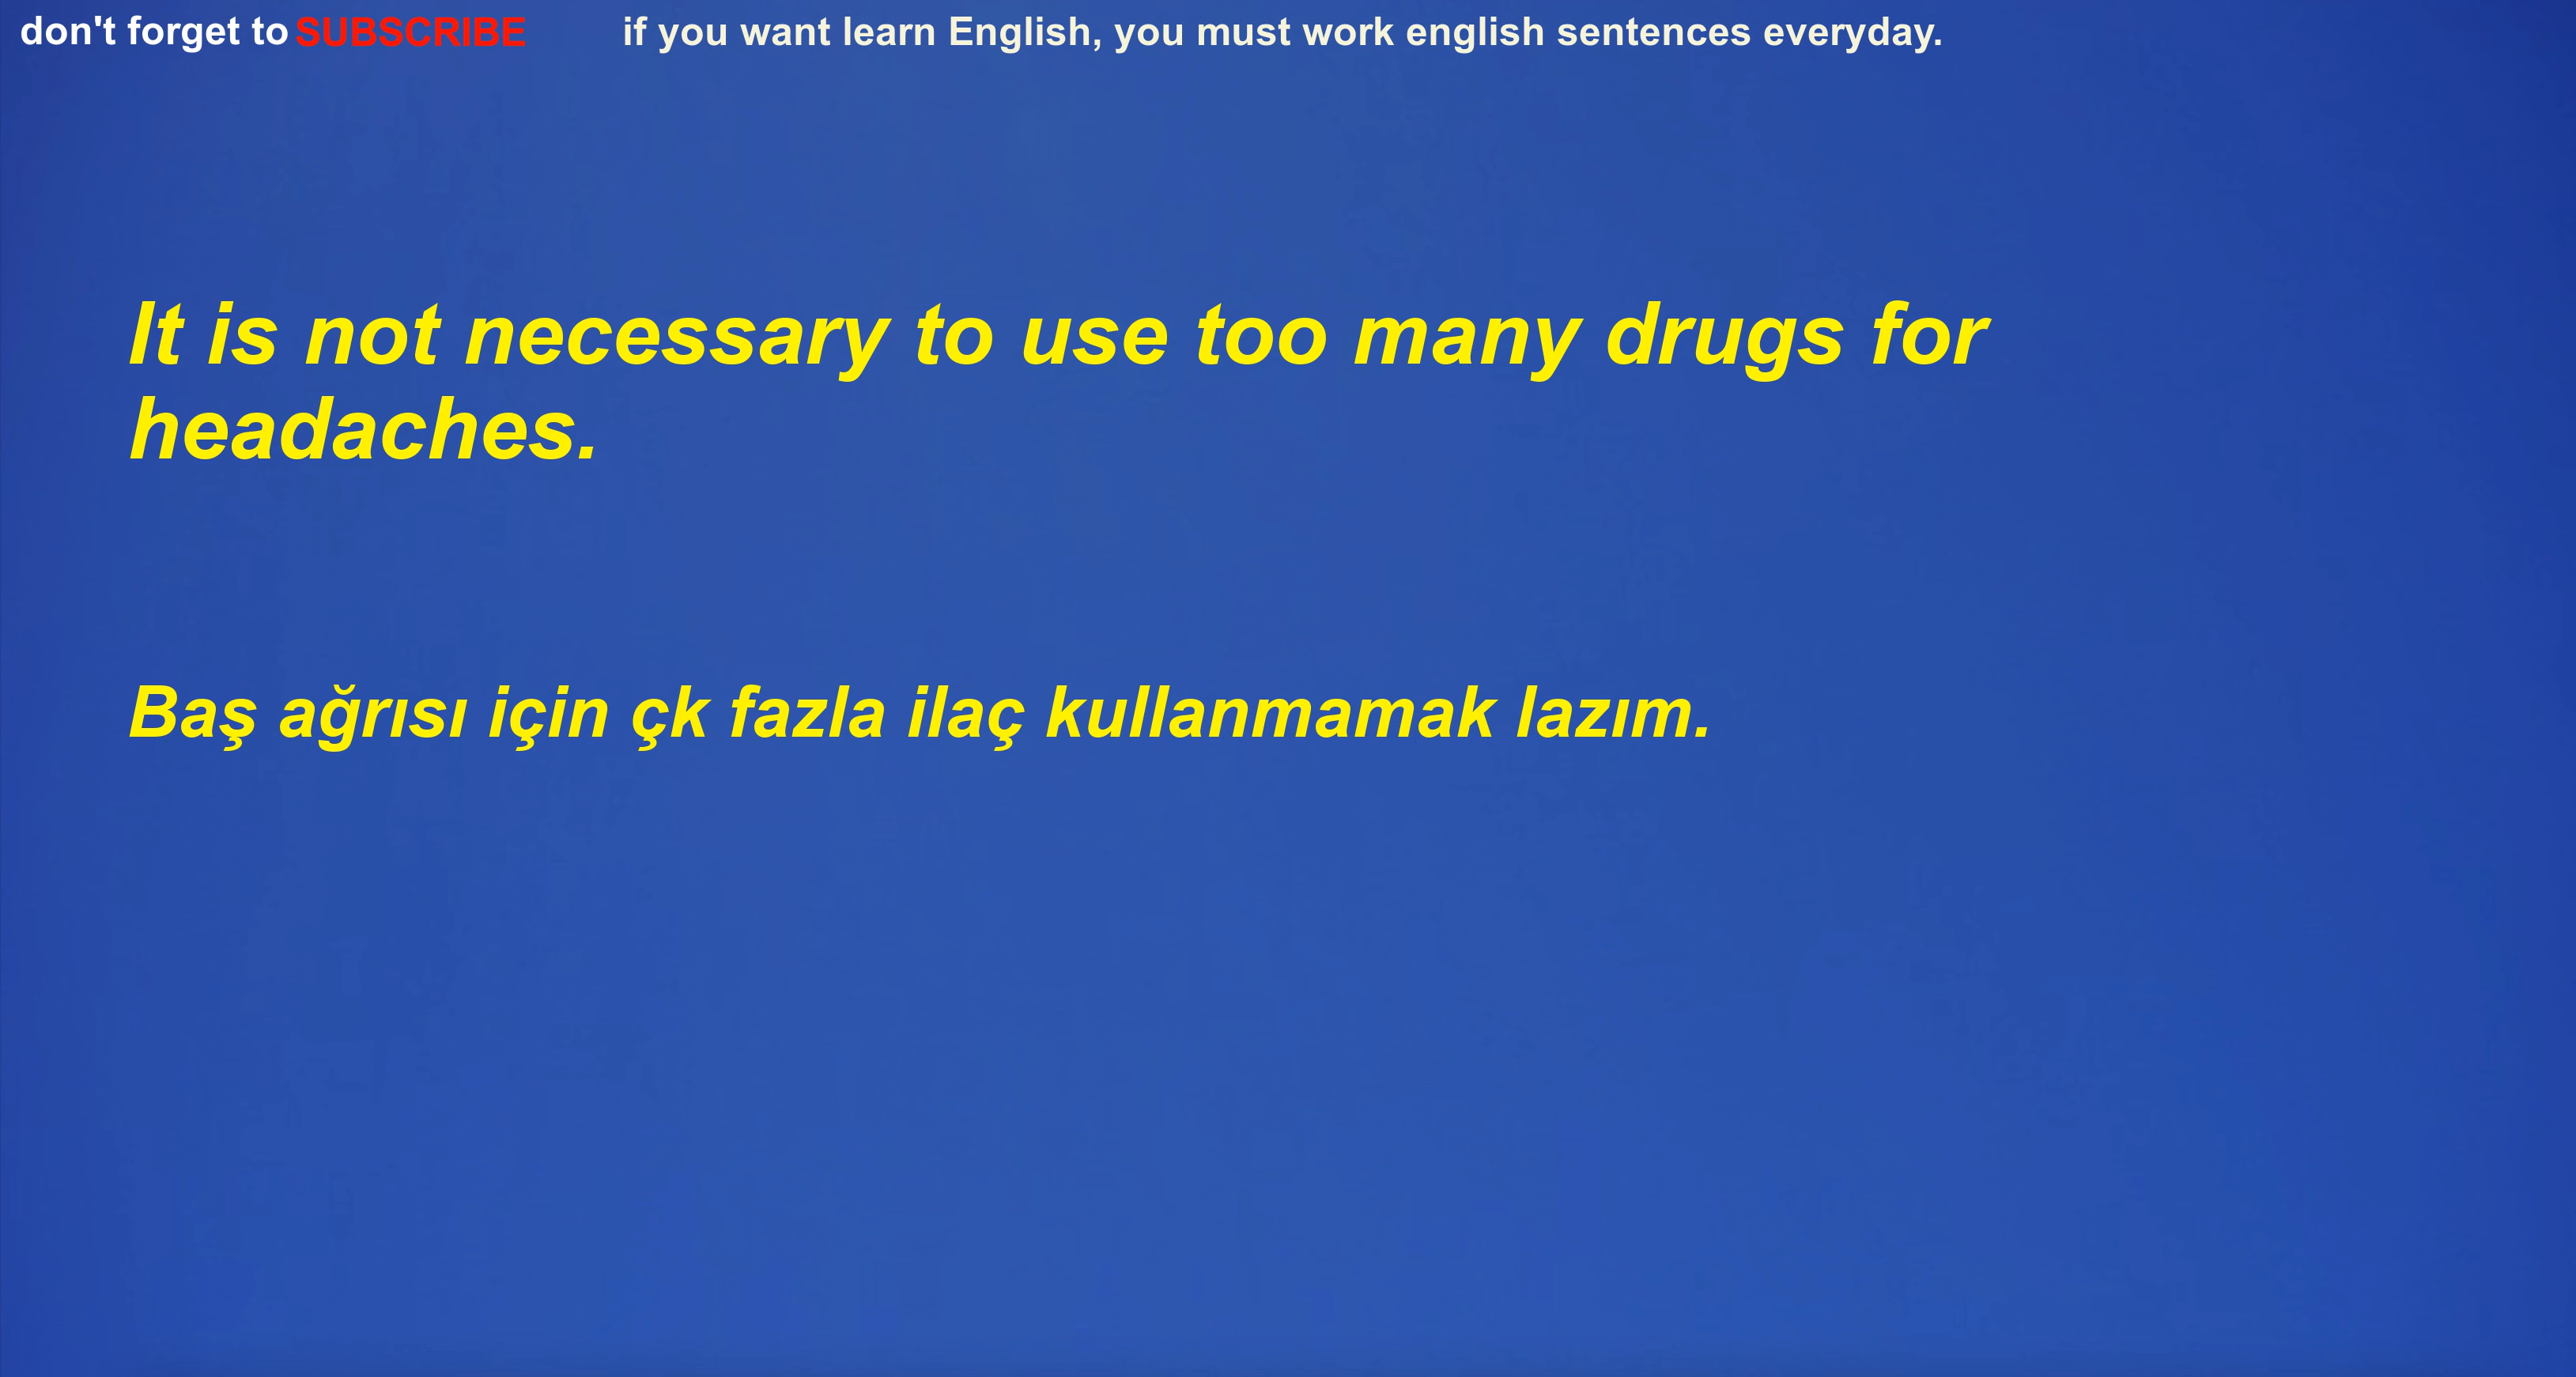 don't forget to SUBSCRIBE if you want learn English, you must work english sentences everyday.
It is not necessary to use too many drugs for
headaches.
Baş ağrısı için çk fazla ilaç kullanmamak lazım.